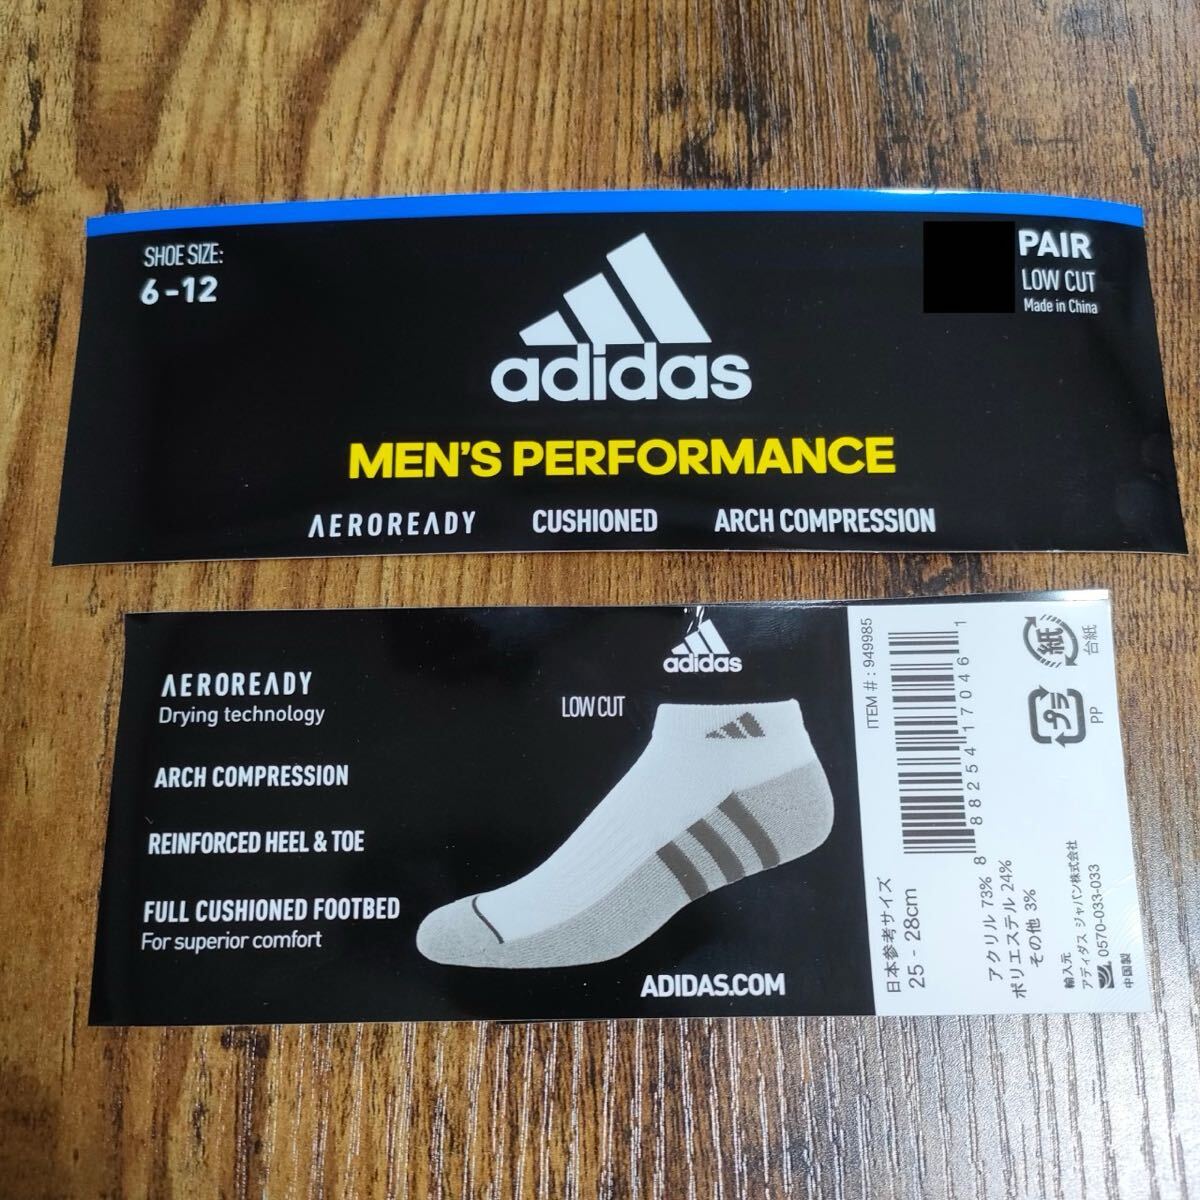 SHOE SIZE:
6-12
adidas
PAIR
LOW CUT
Made in China
MEN'S PERFORMANCE
AEROREADY CUSHIONED ARCH COMPRESSION
AEROREADY
Drying technology
ARCH COMPRESSION
REINFORCED HEEL & TOE
FULL CUSHIONED FOOTBED
For superior comfort
adidas
LOW CUT
ADIDAS.COM
ITEM # : 949985
8 88254 17046 1
日本参考サイズ
25 - 28cm
アクリル 73%
ポリエステル 24%
その他 3%
輸入元
アディダス ジャパン株式会社
0570-033-033
中国製
紙
台紙
プラ
PP